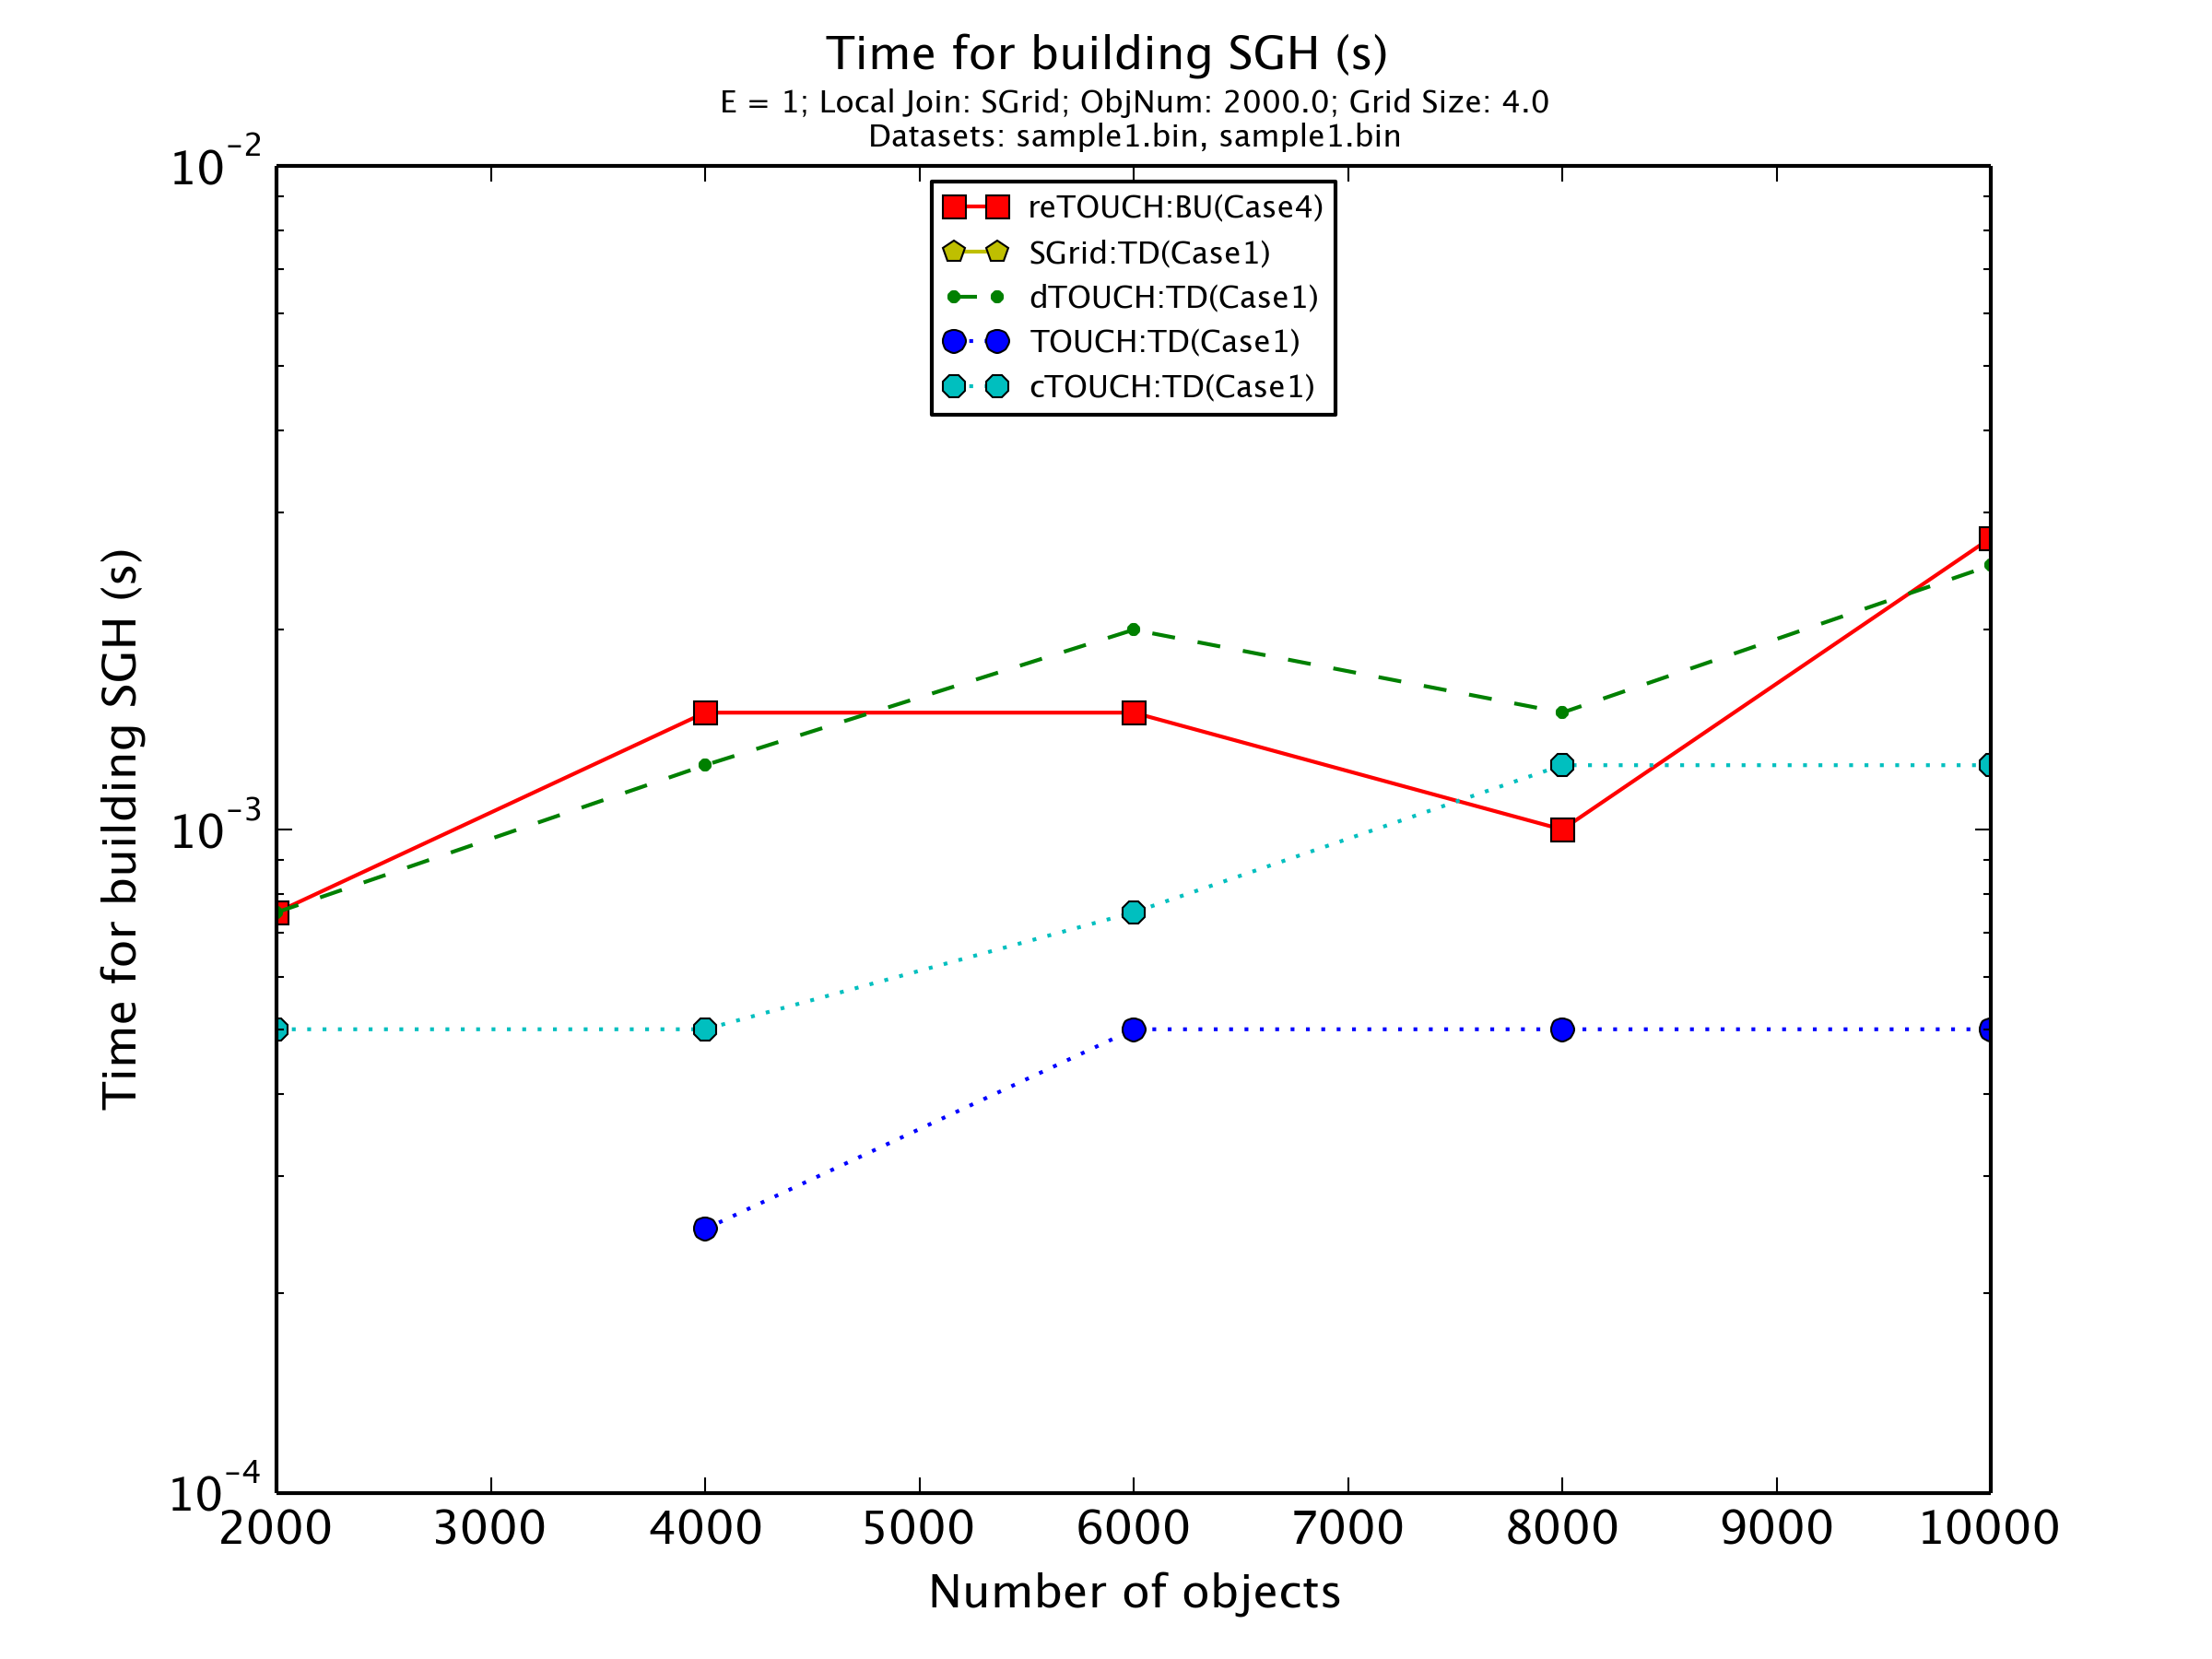 Time for building SGH (s)
E = 1; Local Join: SGrid; ObjNum: 2000.0; Grid Size: 4.0
Datasets: sample1.bin, sample1.bin
10⁻²
reTOUCH:BU(Case4)
SGrid:TD(Case1)
dTOUCH:TD(Case1)
TOUCH:TD(Case1)
cTOUCH:TD(Case1)
Time for building SGH (s)
10⁻³
10⁻⁴
2000 3000 4000 5000 6000 7000 8000 9000 10000
Number of objects